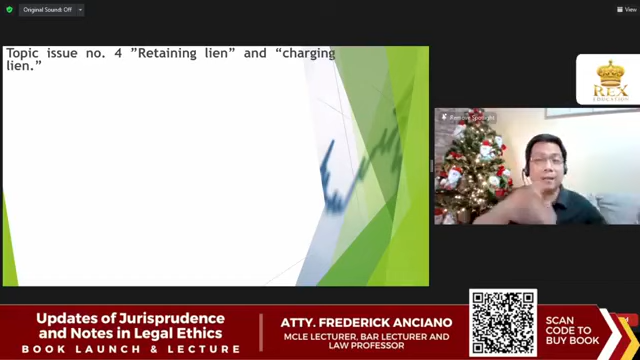 Original Sound: Off
View
Topic issue no. 4 ”Retaining lien” and “charging
lien.”
REX
EDUCATION
Remove Spotlight
Updates of Jurisprudence
and Notes in Legal Ethics
BOOK LAUNCH & LECTURE
ATTY. FREDERICK ANCIANO
MCLE LECTURER, BAR LECTURER AND
LAW PROFESSOR
SCAN
CODE TO
BUY BOOK